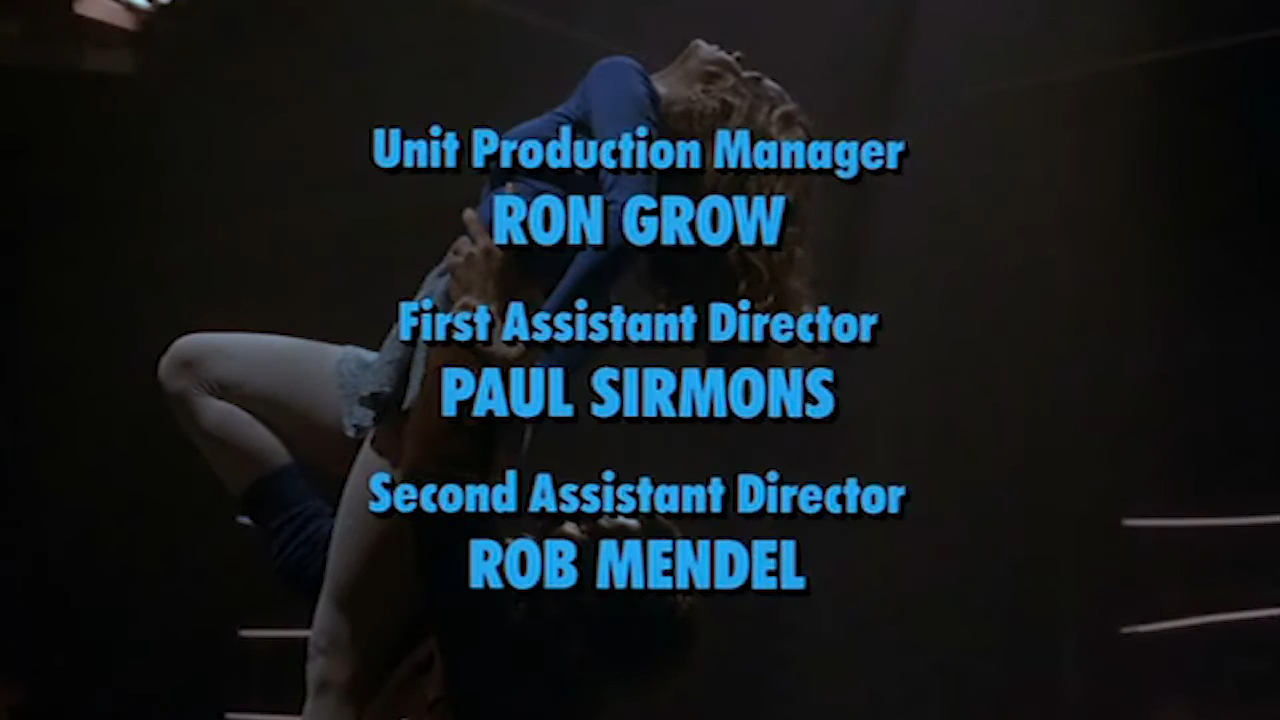 Unit Production Manager
RON GROW
First Assistant Director
PAUL SIRMONS
Second Assistant Director
ROB MENDEL